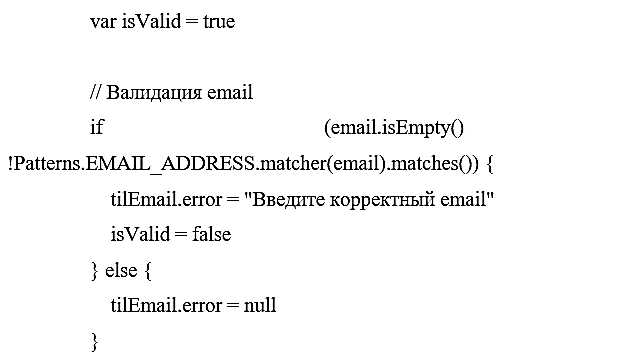 var isValid = true
// Валидация email
if (email.isEmpty()
!Patterns.EMAIL_ADDRESS.matcher(email).matches()) {
tilEmail.error = "Введите корректный email"
isValid = false
} else {
tilEmail.error = null
}